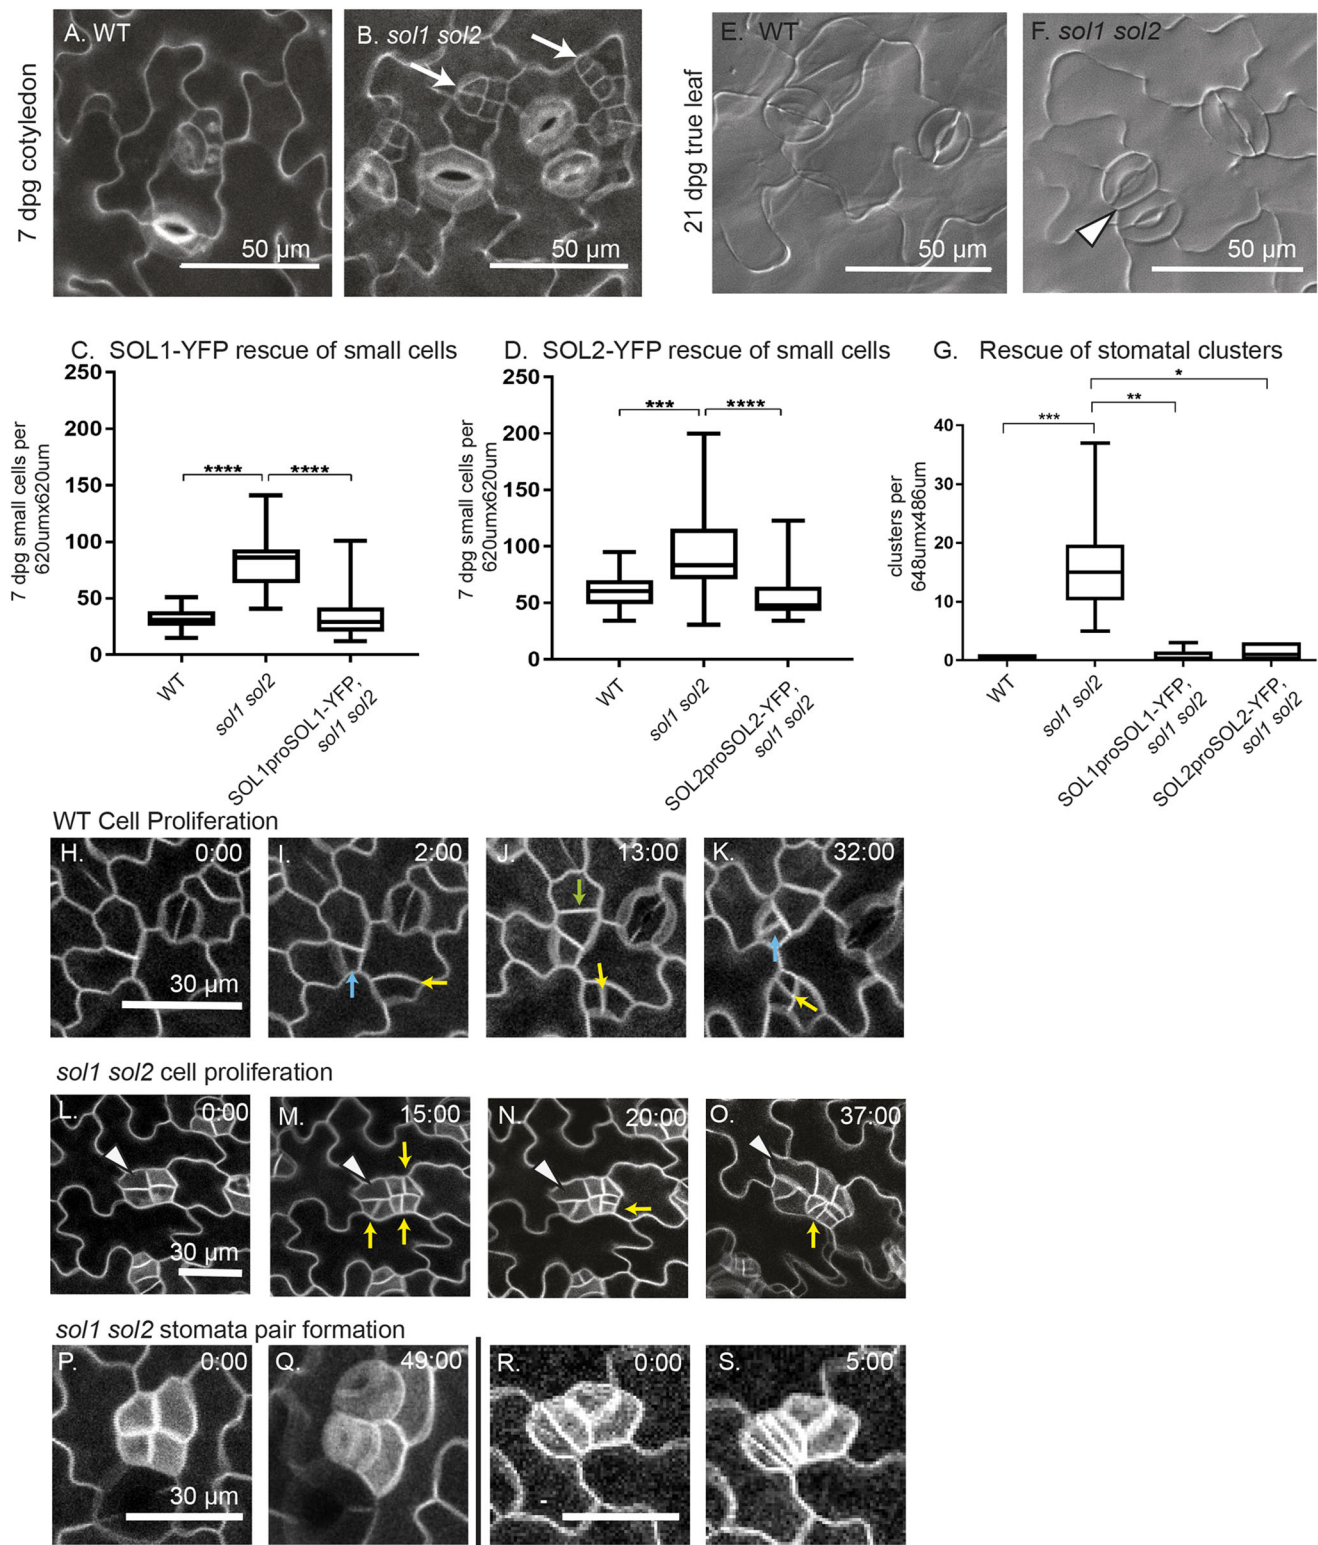 A. WT
B. sol1 sol2
E. WT
F. sol1 sol2
7 dpg cotyledon
21 dpg true leaf
50 µm
50 µm
50 µm
50 µm
C. SOL1-YFP rescue of small cells
7 dpg small cells per
620umx620um
250
200
150
100
50
0
****
****
WT
sol1 sol2
SOL1proSOL1-YFP,
sol1 sol2
D. SOL2-YFP rescue of small cells
7 dpg small cells per
620umx620um
250
200
150
100
50
0
***
****
WT
sol1 sol2
SOL2proSOL2-YFP,
sol1 sol2
G. Rescue of stomatal clusters
clusters per
648umx486um
40
30
20
10
0
***
**
*
WT
sol1 sol2
SOL1proSOL1-YFP,
sol1 sol2
SOL2proSOL2-YFP,
sol1 sol2
WT Cell Proliferation
H. 0:00
I. 2:00
J. 13:00
K. 32:00
30 µm
sol1 sol2 cell proliferation
L. 0:00
M. 15:00
N. 20:00
O. 37:00
30 µm
sol1 sol2 stomata pair formation
P. 0:00
Q. 49:00
R. 0:00
S. 5:00
30 µm